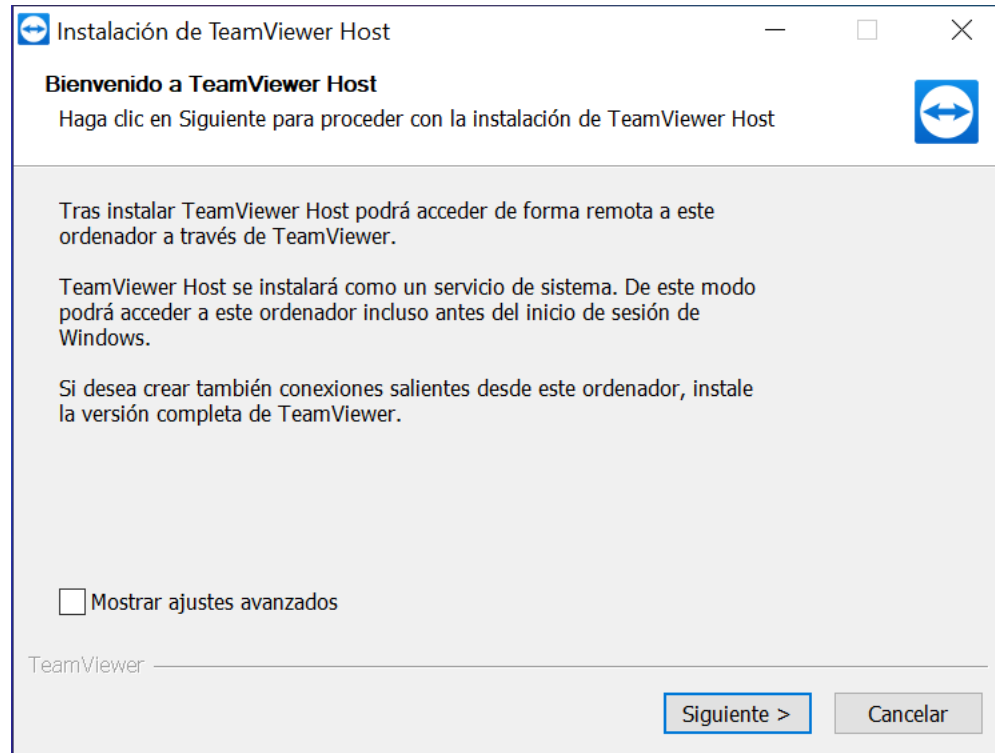 Instalación de TeamViewer Host
Bienvenido a TeamViewer Host
Haga clic en Siguiente para proceder con la instalación de TeamViewer Host
Tras instalar TeamViewer Host podrá acceder de forma remota a este
ordenador a través de TeamViewer.
TeamViewer Host se instalará como un servicio de sistema. De este modo
podrá acceder a este ordenador incluso antes del inicio de sesión de
Windows.
Si desea crear también conexiones salientes desde este ordenador, instale
la versión completa de TeamViewer.
Mostrar ajustes avanzados
TeamViewer
Siguiente >
Cancelar